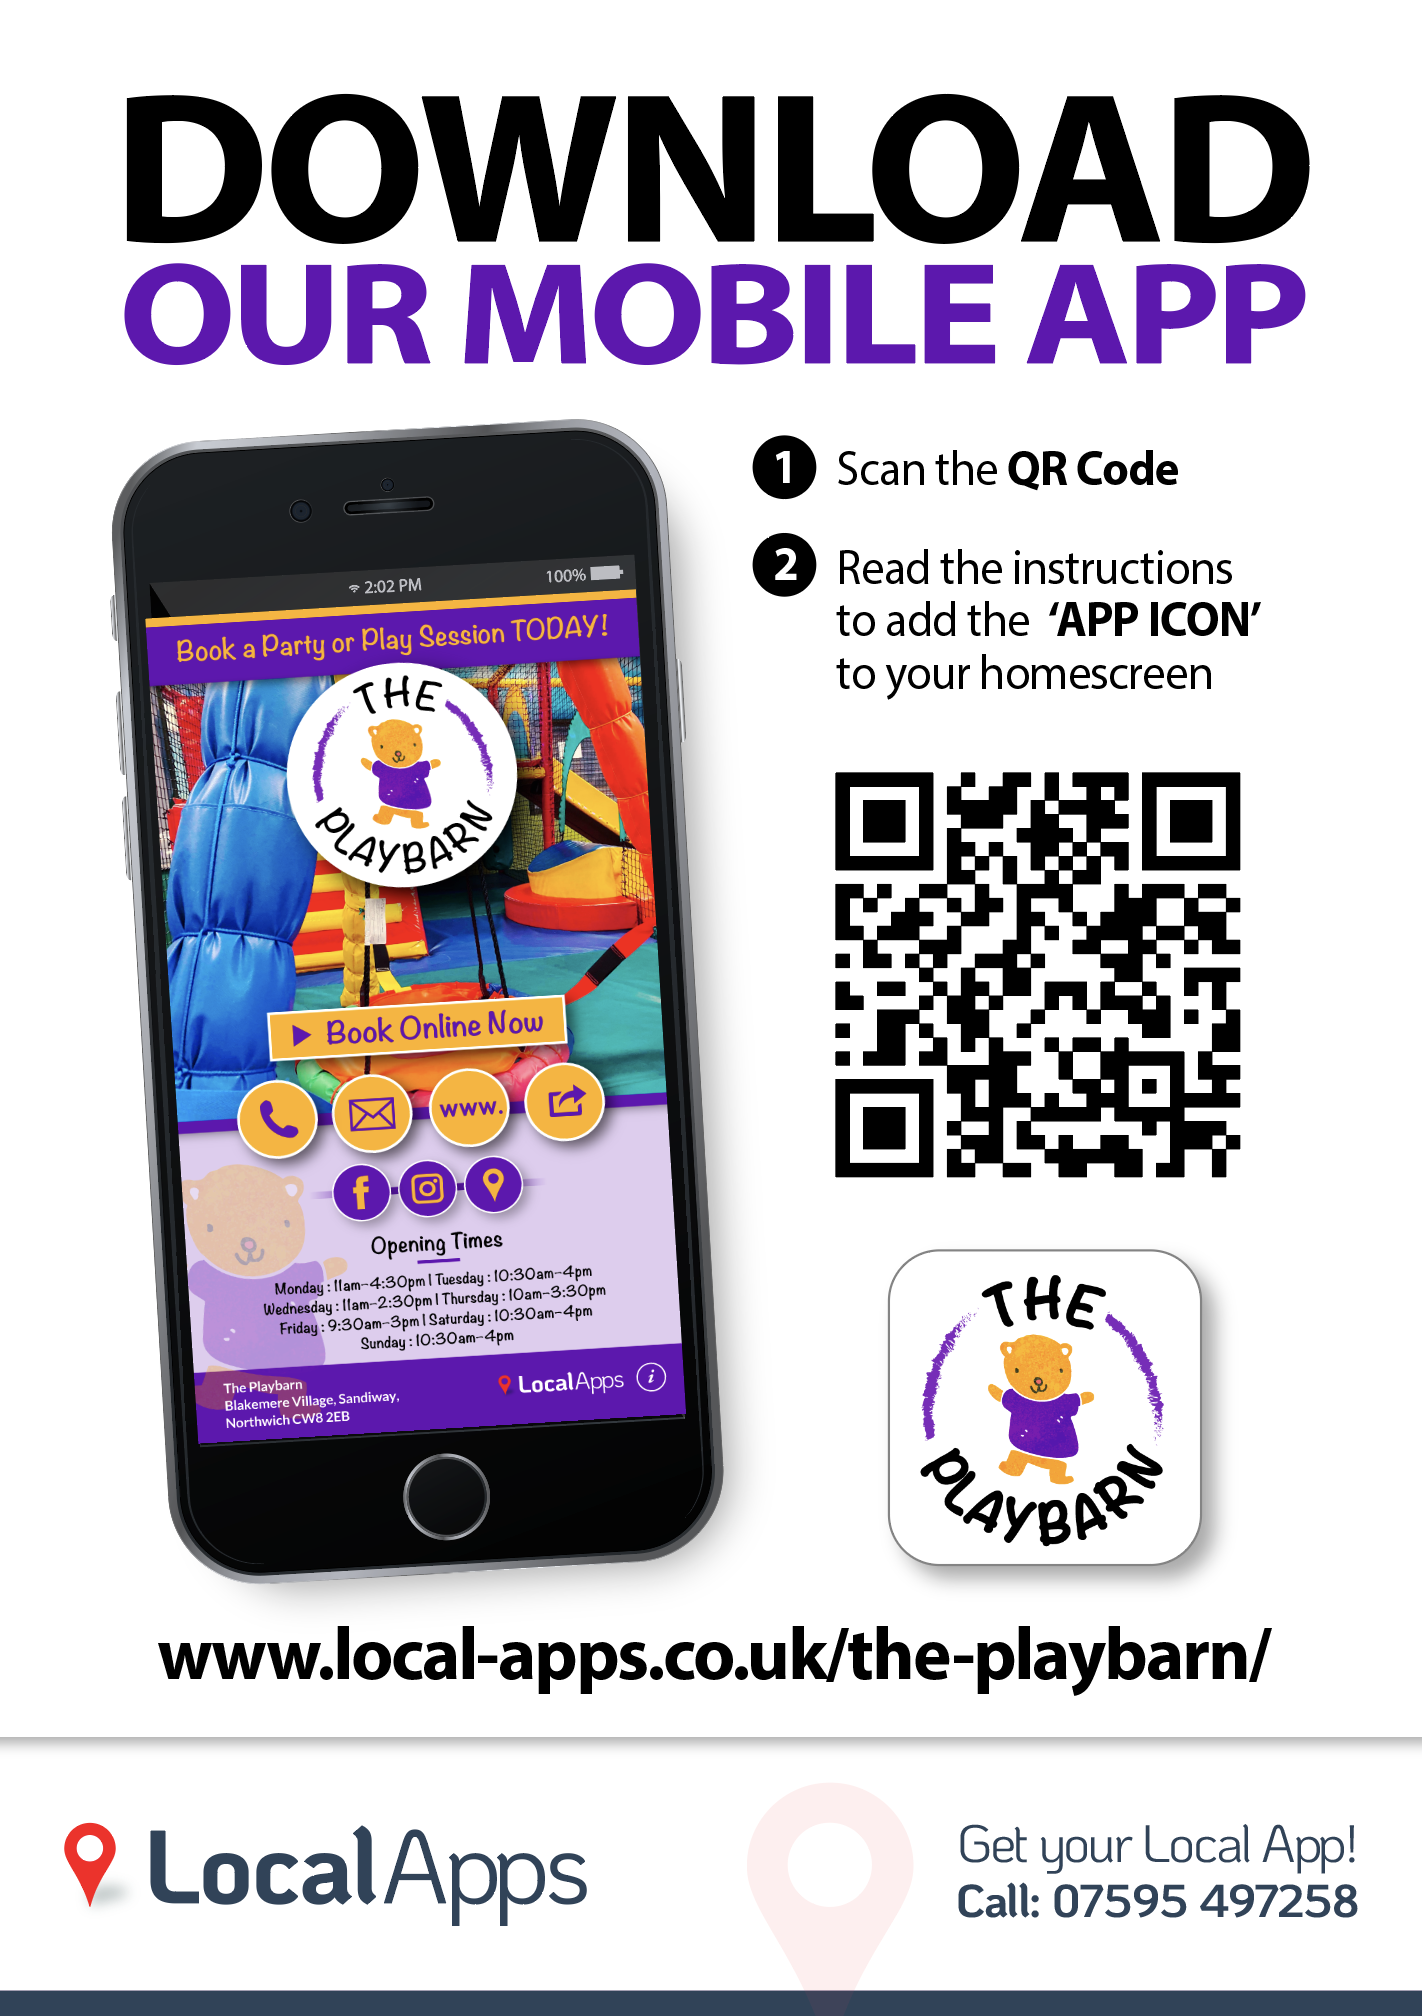 DOWNLOAD
OUR MOBILE APP
1 Scan the QR Code
2 Read the instructions
to add the 'APP ICON'
to your homescreen
2:02 PM 100%
Book a Party or Play Session TODAY!
THE
PLAYBARN
Book Online Now
www.
Opening Times
Monday : 11am-4:30pm | Tuesday : 10:30am-4pm
Wednesday : 11am-2:30pm | Thursday : 10am-3:30pm
Friday : 9:30am-3pm | Saturday : 10:30am-4pm
Sunday : 10:30am-4pm
The Playbarn
Blakemere Village, Sandiway,
Northwich CW8 2EB
LocalApps i
THE
PLAYBARN
www.local-apps.co.uk/the-playbarn/
LocalApps
Get your Local App!
Call: 07595 497258